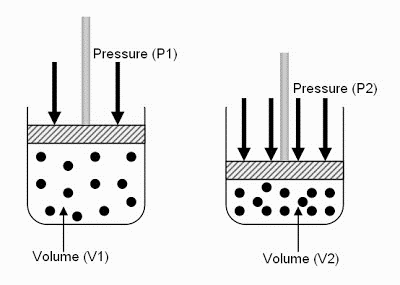 Pressure (P1)
Pressure (P2)
Volume (V1)
Volume (V2)